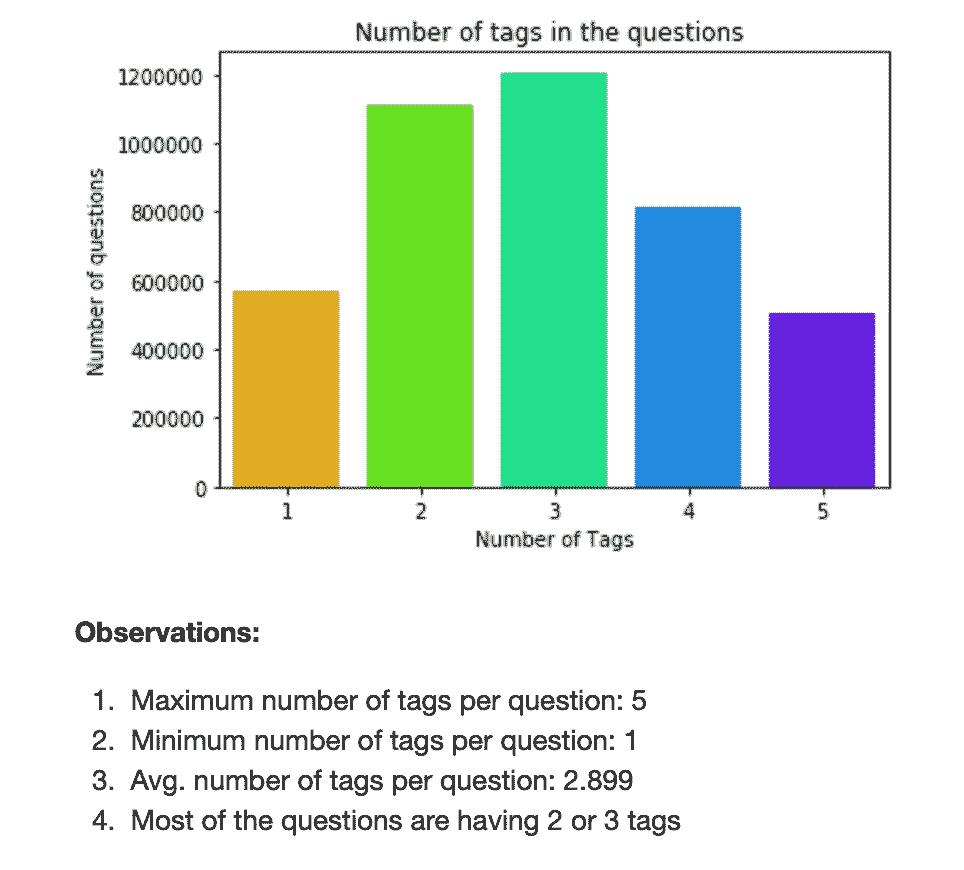 Number of tags in the questions
1200000
1000000
800000
600000
400000
200000
0
Number of questions
1 2 3 4 5
Number of Tags
Observations:
1. Maximum number of tags per question: 5
2. Minimum number of tags per question: 1
3. Avg. number of tags per question: 2.899
4. Most of the questions are having 2 or 3 tags